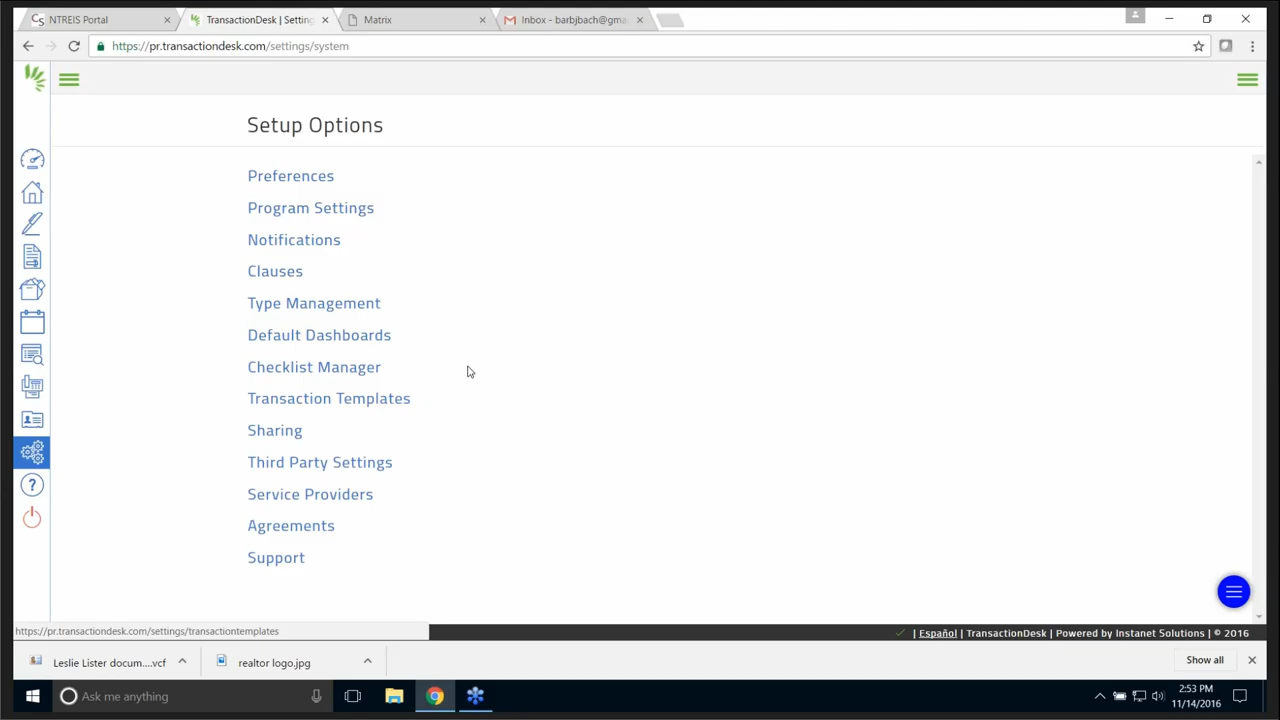 NTREIS Portal
TransactionDesk | Settin
Matrix
Inbox - barbjbach@gma
https://pr.transactiondesk.com/settings/system
Setup Options
Preferences
Program Settings
Notifications
Clauses
Type Management
Default Dashboards
Checklist Manager
Transaction Templates
Sharing
Third Party Settings
Service Providers
Agreements
Support
https://pr.transactiondesk.com/settings/transactiontemplates
| Español | TransactionDesk | Powered by Instanet Solutions | © 2016
Leslie Lister docum....vcf
realtor logo.jpg
Show all
Ask me anything
2:53 PM
11/14/2016